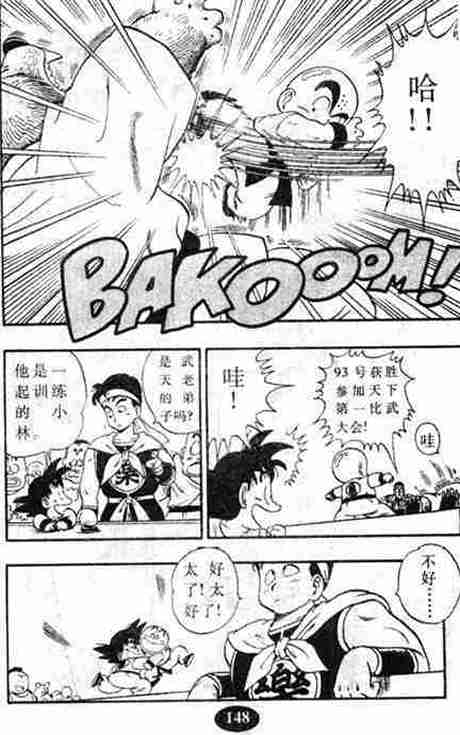 哈!!
BAKOOOM!
93号获胜
参加天下
第一比武
大会!
哇
哇!
是武
天老
的弟
子吗?
他是一
起训练
的小林。
不好……
太好
了!太
好了!
148